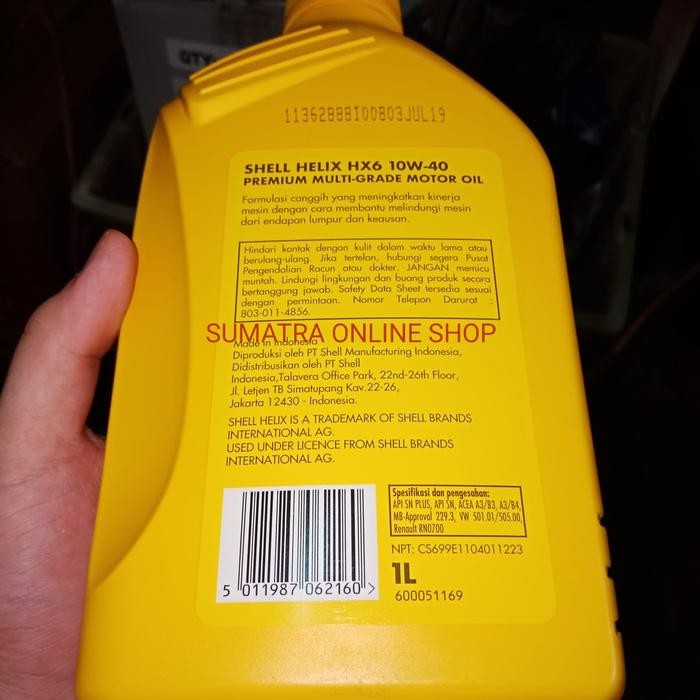 QTY
11362888I00803JUL19
SHELL HELIX HX6 10W-40
PREMIUM MULTI-GRADE MOTOR OIL
Formulasi canggih yang meningkatkan kinerja
mesin dengan cara membantu melindungi mesin
dari endapan lumpur dan keausan.
Hindari kontak dengan kulit dalam waktu lama atau
berulang-ulang. Jika tertelan, hubungi segera Pusat
Pengendalian Racun atau dokter. JANGAN memicu
muntah. Lindungi lingkungan dan buang produk secara
bertanggung jawab. Safety Data Sheet tersedia sesuai
dengan permintaan. Nomor Telepon Darurat :
803-011-4856.
SUMATRA ONLINE SHOP
Made in Indonesia
Diproduksi oleh PT Shell Manufacturing Indonesia,
Didistribusikan oleh PT Shell
Indonesia,Talavera Office Park, 22nd-26th Floor,
Jl. Letjen TB Simatupang Kav.22-26,
Jakarta 12430 - Indonesia.
SHELL HELIX IS A TRADEMARK OF SHELL BRANDS
INTERNATIONAL AG.
USED UNDER LICENCE FROM SHELL BRANDS
INTERNATIONAL AG.
Spesifikasi dan pengesahan:
API SN PLUS, API SN, ACEA A3/B3, A3/B4,
MB-Approval 229.3, VW 501.01/505.00,
Renault RN0700
NPT: CS699E1104011223
1L
600051169
5 011987 062160 >